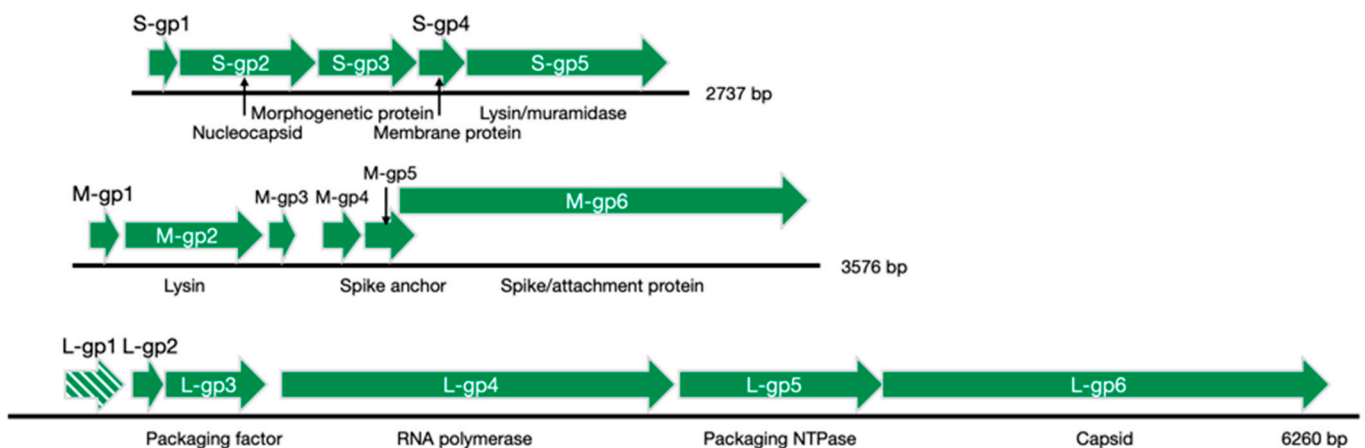 S-gp1 S-gp4
S-gp2 S-gp3 S-gp5
2737 bp
Morphogenetic protein Lysin/muramidase
Nucleocapsid Membrane protein
M-gp5
M-gp1 M-gp3 M-gp4
M-gp6
M-gp2
3576 bp
Lysin Spike anchor Spike/attachment protein
L-gp1 L-gp2
L-gp3 L-gp4 L-gp5 L-gp6
Packaging factor RNA polymerase Packaging NTPase Capsid 6260 bp